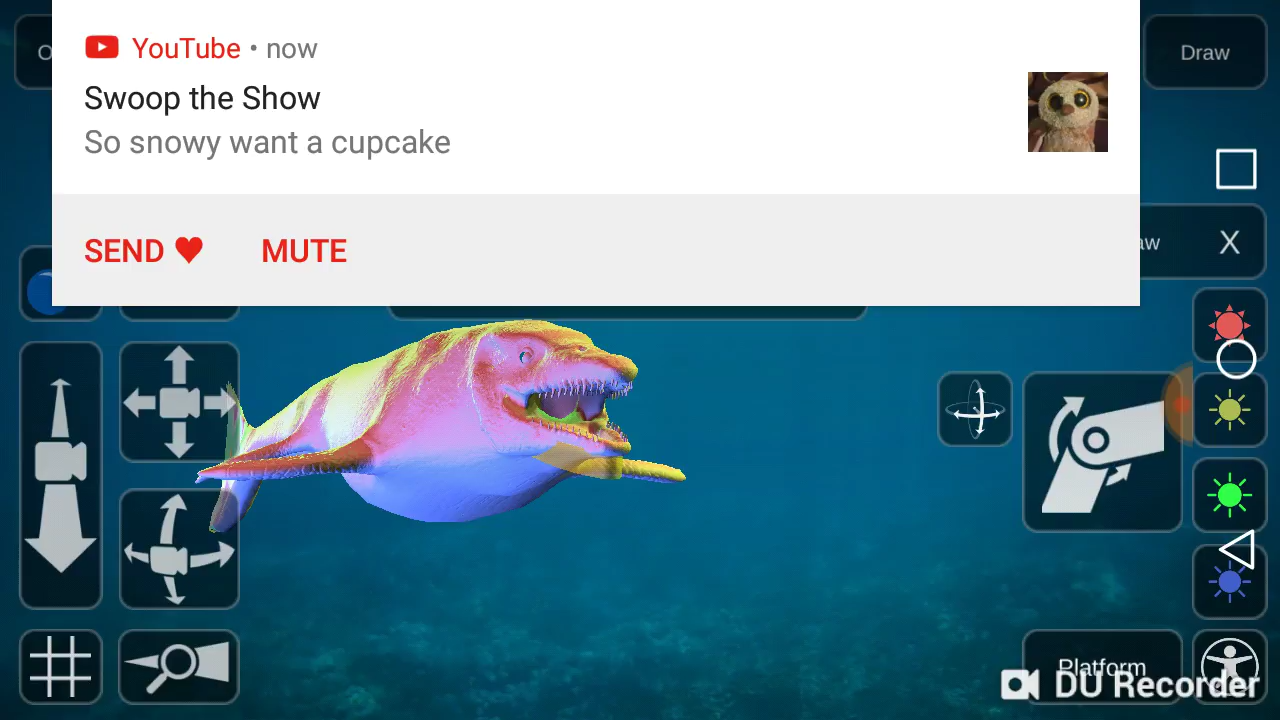 YouTube • now
Swoop the Show
So snowy want a cupcake
SEND ♥ MUTE
Draw
X
Platform
DU Recorder